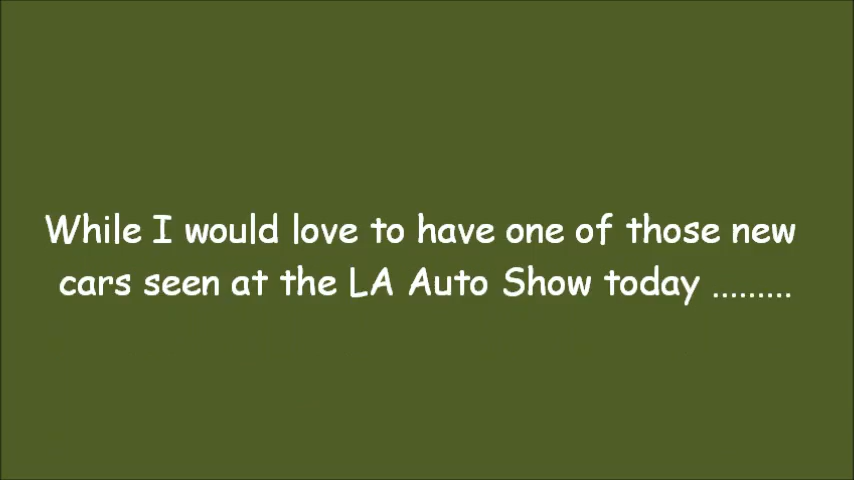 While I would love to have one of those new
cars seen at the LA Auto Show today .........